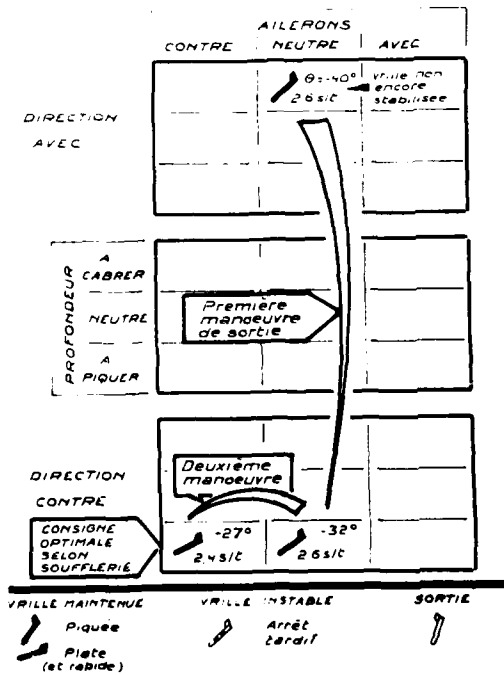 AILERONS
CONTRE NEUTRE AVEC
θ=-40° vrille non
encore
stabilisée
2.6 s/t
DIRECTION
AVEC
PROFONDEUR
A
CABRER
NEUTRE
A
PIQUER
Première
manoeuvre
de sortie
DIRECTION
CONTRE
Deuxième
manoeuvre
CONSIGNE
OPTIMALE
SELON
SOUFFLERIE
-27°
2.4 s/t
-32°
2.6 s/t
VRILLE MAINTENUE VRILLE INSTABLE SORTIE
Piquée
Arrêt
tardif
Plate
(et rapide)